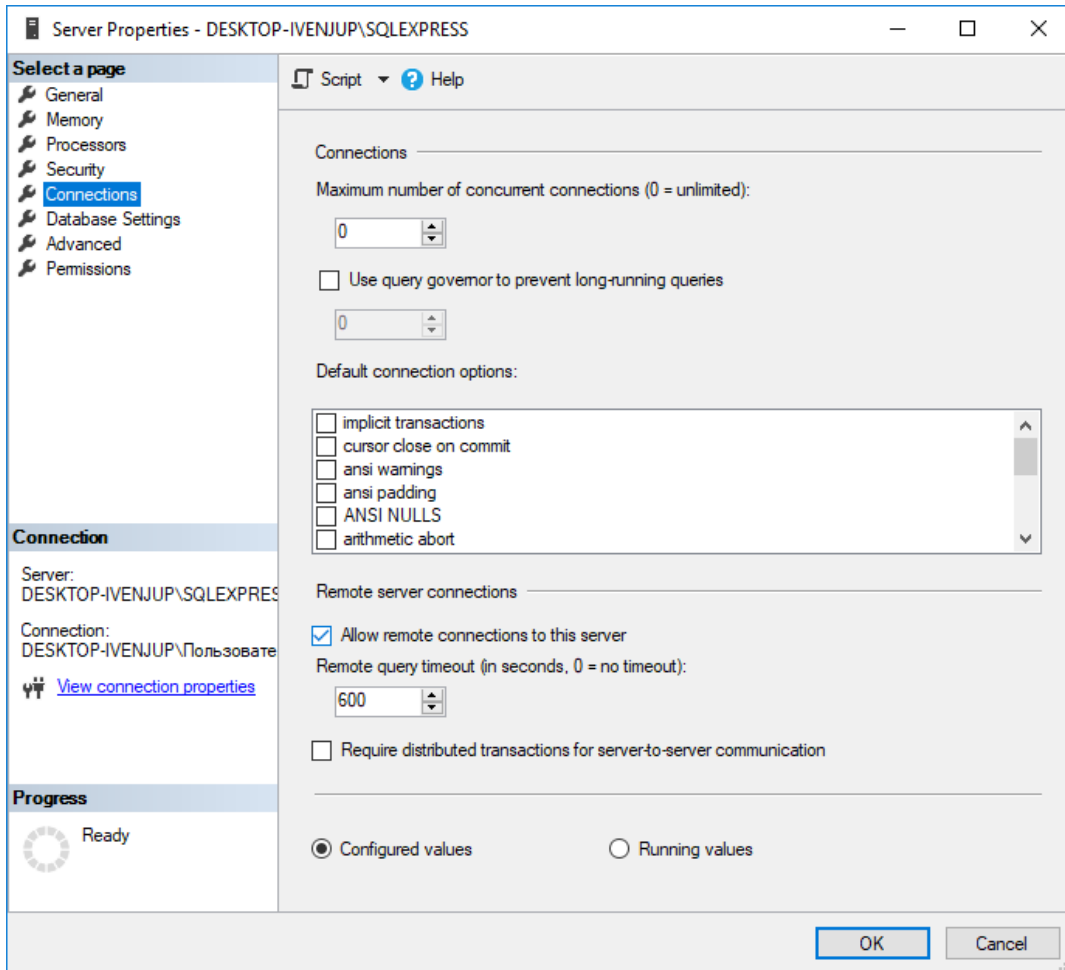 Server Properties - DESKTOP-IVENJUP\SQLEXPRESS
Select a page
General
Memory
Processors
Security
Connections
Database Settings
Advanced
Permissions
Connection
Server:
DESKTOP-IVENJUP\SQLEXPRES
Connection:
DESKTOP-IVENJUP\Пользовате
View connection properties
Progress
Ready
Script
Help
Connections
Maximum number of concurrent connections (0 = unlimited):
0
Use query governor to prevent long-running queries
0
Default connection options:
implicit transactions
cursor close on commit
ansi warnings
ansi padding
ANSI NULLS
arithmetic abort
Remote server connections
Allow remote connections to this server
Remote query timeout (in seconds, 0 = no timeout):
600
Require distributed transactions for server-to-server communication
Configured values
Running values
OK
Cancel